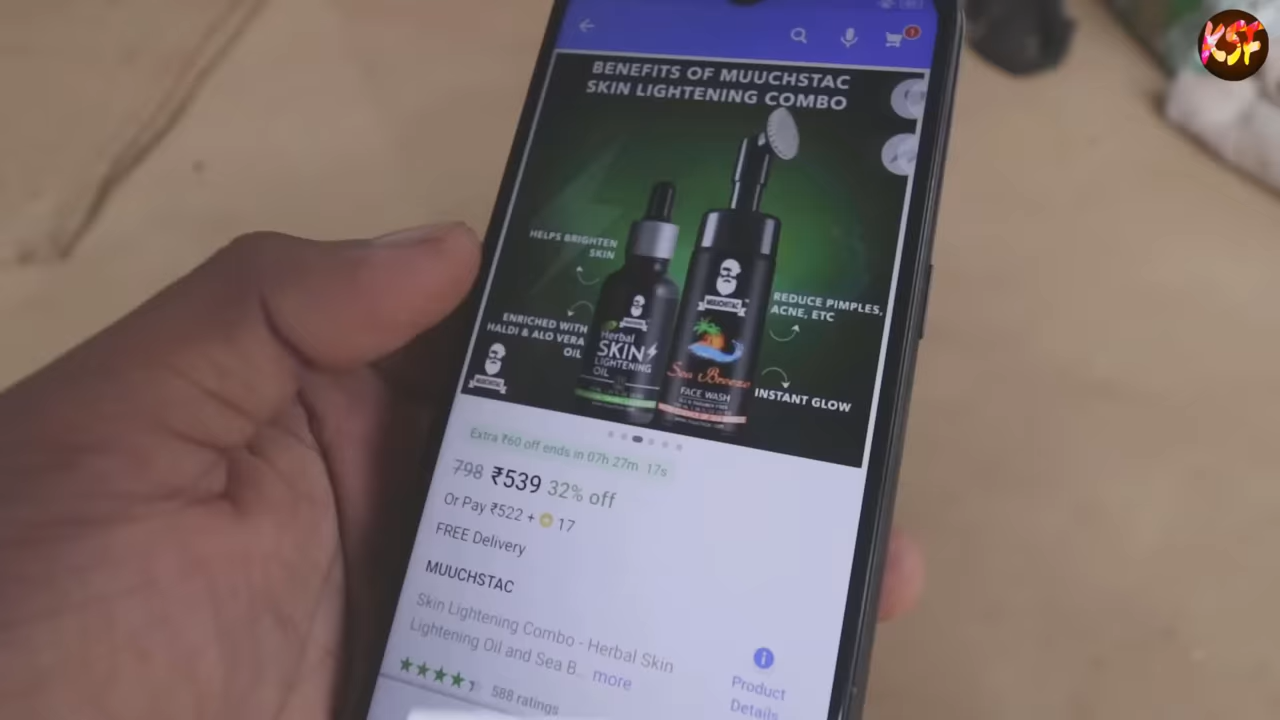 KSF
1
BENEFITS OF MUUCHSTAC
SKIN LIGHTENING COMBO
HELPS BRIGHTEN
SKIN
ENRICHED WITH
HALDI & ALO VERA
OIL
REDUCE PIMPLES,
ACNE, ETC
INSTANT GLOW
MUUCHSTAC
Herbal
SKIN
LIGHTENING
OIL
MUUCHSTAC
Sea Breeze
FACE WASH
MUUCHSTAC
Extra ₹60 off ends in 07h 27m 17s
798 ₹539 32% off
Or Pay ₹522 + 17
FREE Delivery
MUUCHSTAC
Skin Lightening Combo - Herbal Skin
Lightening Oil and Sea B... more
588 ratings
Product
Details